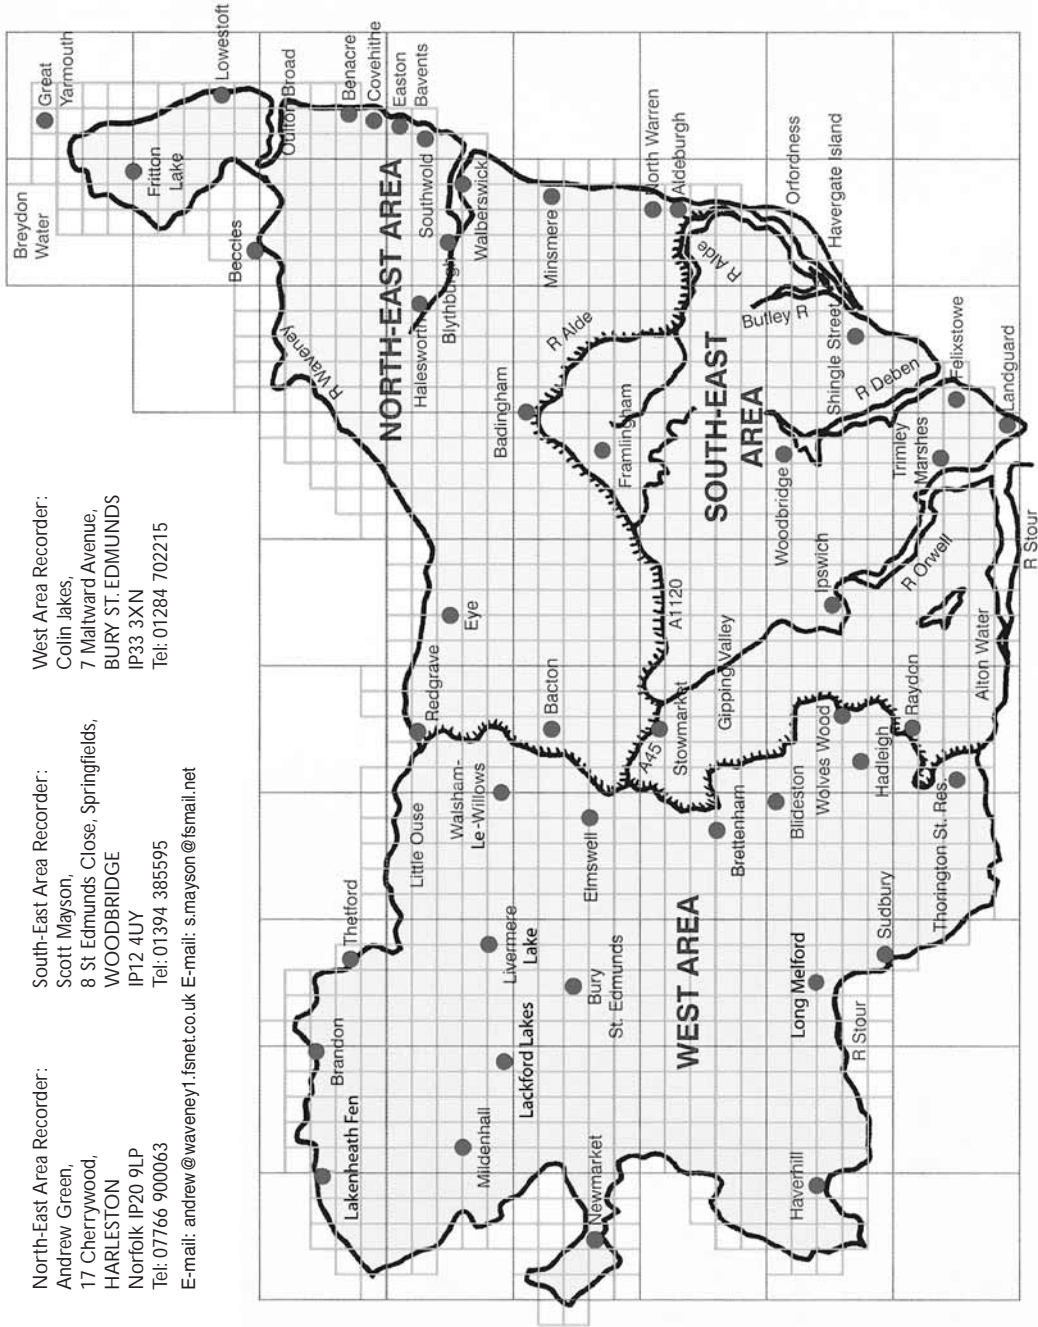 North-East Area Recorder:
Andrew Green,
17 Cherrywood,
HARLESTON
Norfolk IP20 9LP
Tel: 07766 900063
E-mail: andrew@waveney1.fsnet.co.uk E-mail: s.mayson@fsmail.net
South-East Area Recorder:
Scott Mayson,
8 St Edmunds Close, Springfields,
WOODBRIDGE
IP12 4UY
Tel: 01394 385595
West Area Recorder:
Colin Jakes,
7 Maltward Avenue,
BURY ST. EDMUNDS
IP33 3XN
Tel: 01284 702215
Breydon
Water
Great
Yarmouth
Fritton
Lake
Lowestoft
Beccles
Oulton Broad
R Waveney
Benacre
Covehithe
Easton
Bavents
NORTH-EAST AREA
Southwold
Halesworth
Blythburgh
Walberswick
Thetford
Brandon
Lakenheath Fen
Little Ouse
Redgrave
Eye
Mildenhall
Livermere
Lake
Lackford Lakes
Walsham-
Le-Willows
Bacton
Badingham
R Alde
Minsmere
Newmarket
Bury
St. Edmunds
Elmswell
Framlingham
A45
Stowmarket
A1120
North Warren
Aldeburgh
WEST AREA
Brettenham
Gipping Valley
SOUTH-EAST
AREA
R Alde
Butley R
Orfordness
Havergate Island
Bildeston
Wolves Wood
Woodbridge
Ipswich
Shingle Street
Haverhill
Long Melford
R Stour
Sudbury
Hadleigh
Raydon
R Deben
Thorington St. Res.
R Orwell
Trimley
Marshes
Felixstowe
Alton Water
Landguard
R Stour